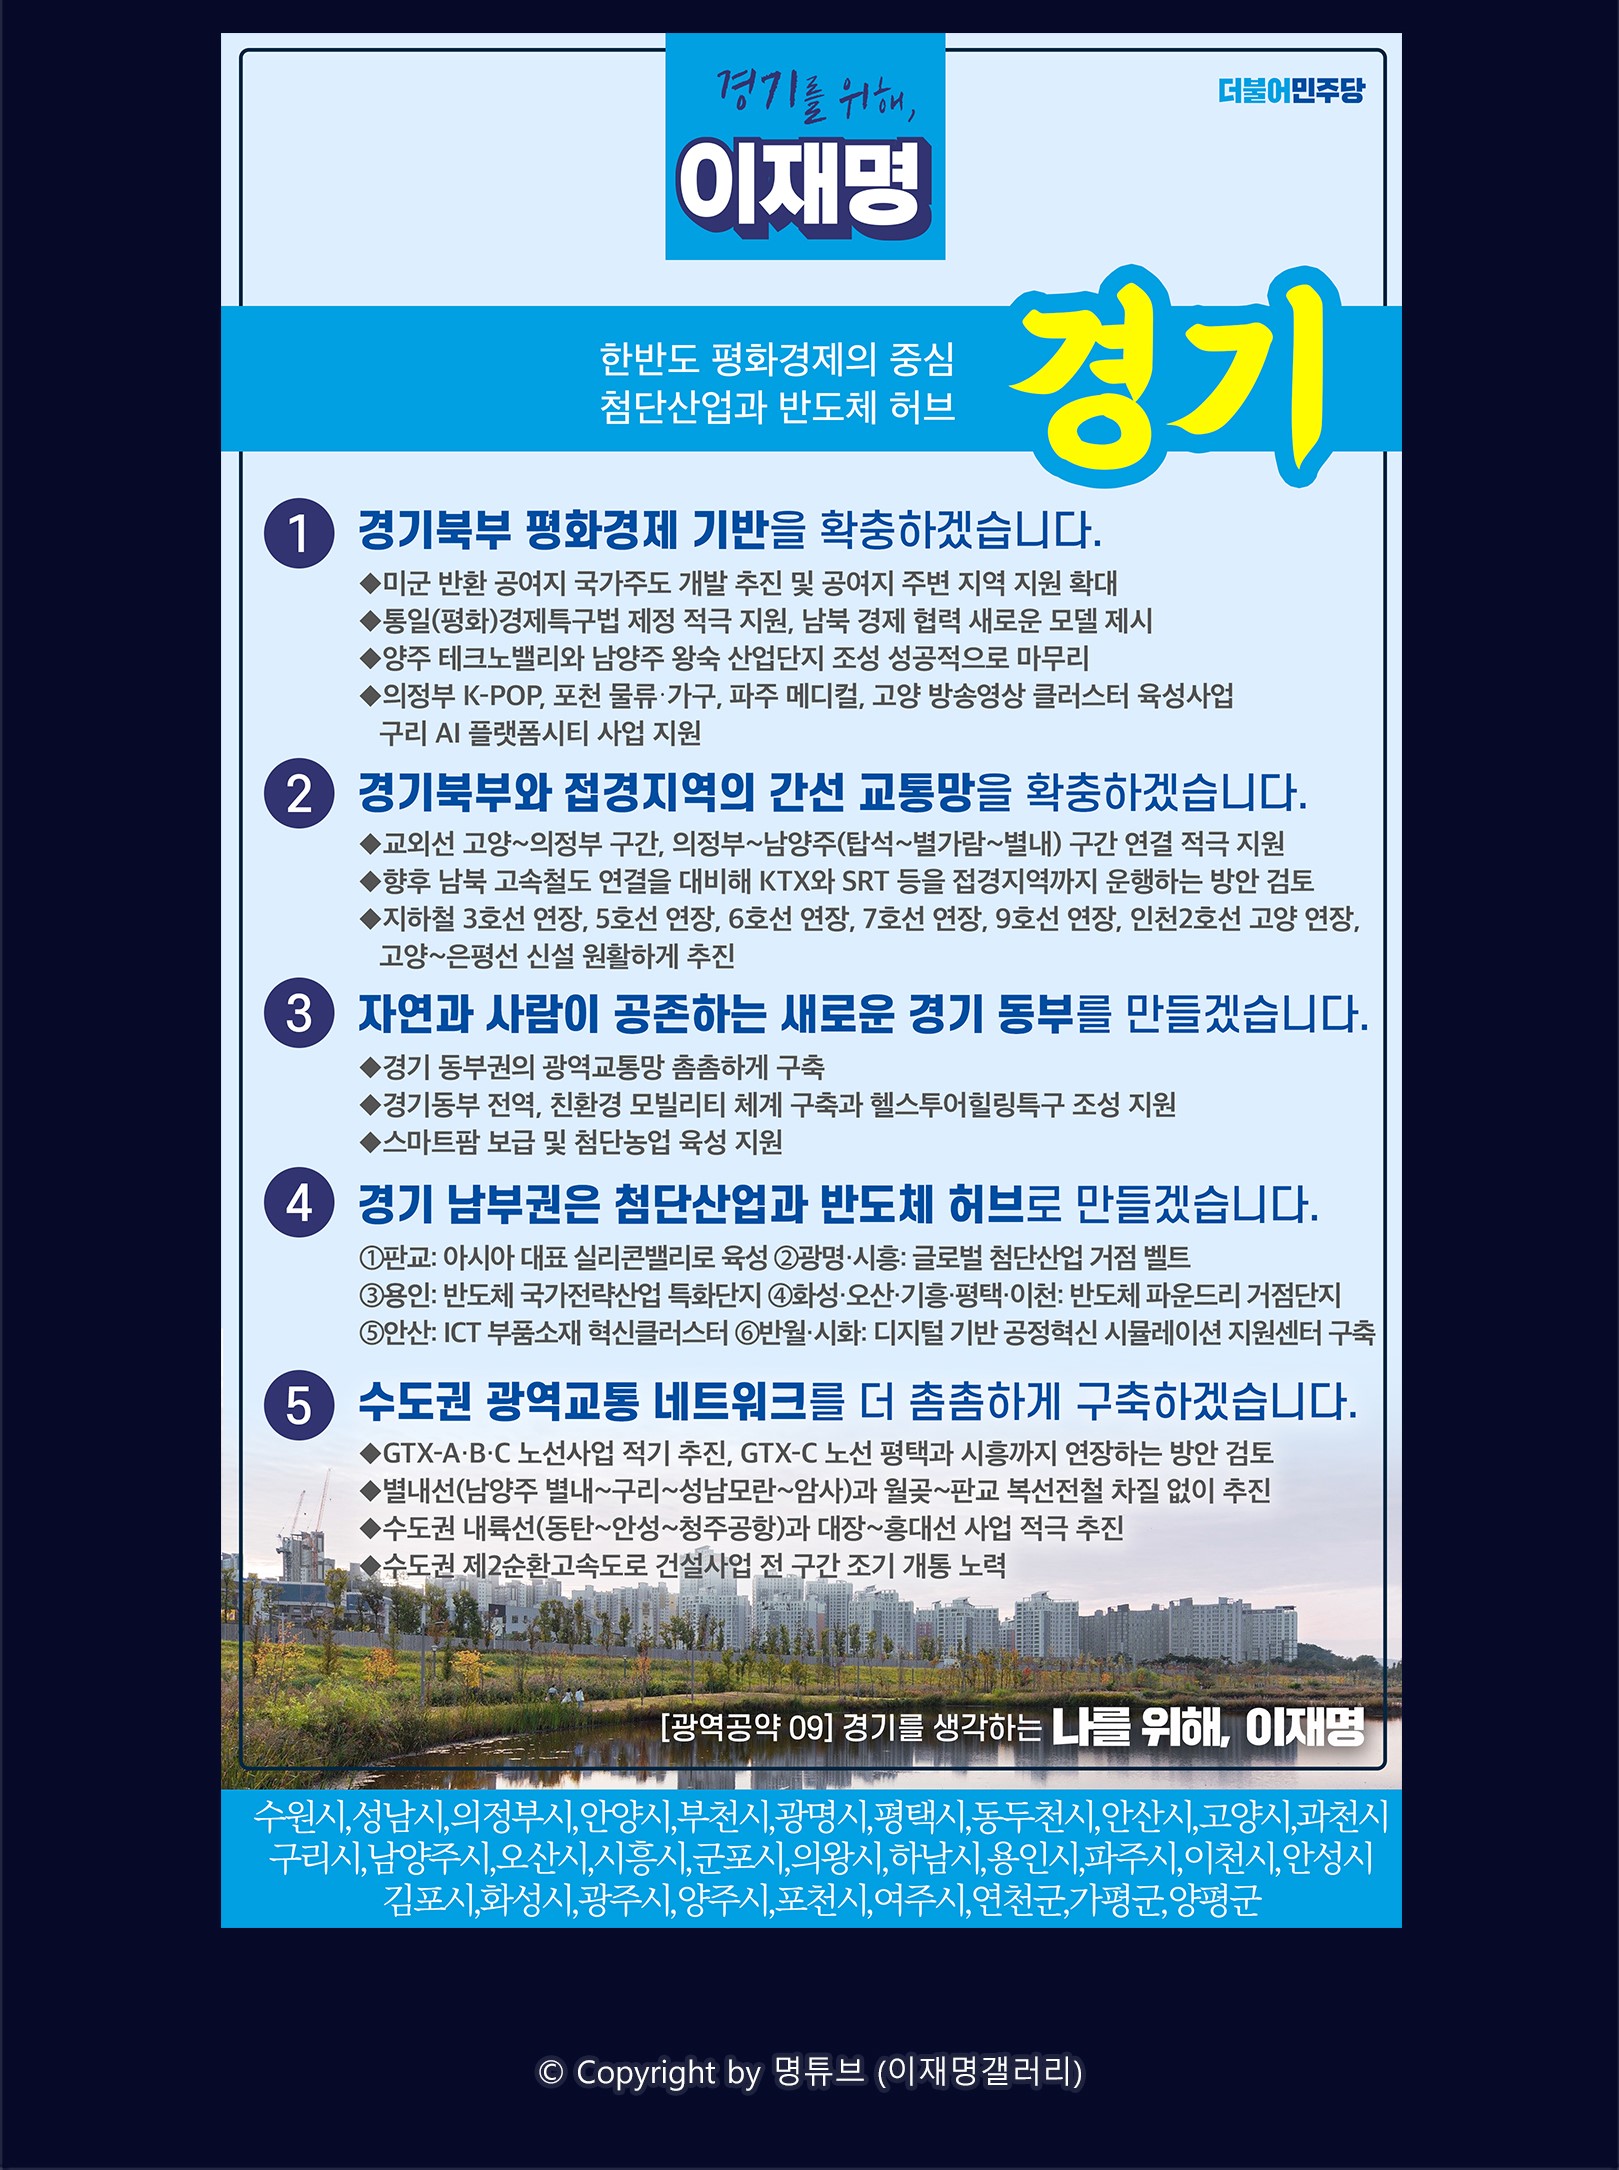 경기를 위해,
이재명
더불어민주당
한반도 평화경제의 중심
첨단산업과 반도체 허브
경기
1 경기북부 평화경제 기반을 확충하겠습니다.
◆미군 반환 공여지 국가주도 개발 추진 및 공여지 주변 지역 지원 확대
◆통일(평화)경제특구법 제정 적극 지원, 남북 경제 협력 새로운 모델 제시
◆양주 테크노밸리와 남양주 왕숙 산업단지 조성 성공적으로 마무리
◆의정부 K-POP, 포천 물류·가구, 파주 메디컬, 고양 방송영상 클러스터 육성사업
구리 AI 플랫폼시티 사업 지원
2 경기북부와 접경지역의 간선 교통망을 확충하겠습니다.
◆교외선 고양~의정부 구간, 의정부~남양주(탑석~별가람~별내) 구간 연결 적극 지원
◆향후 남북 고속철도 연결을 대비해 KTX와 SRT 등을 접경지역까지 운행하는 방안 검토
◆지하철 3호선 연장, 5호선 연장, 6호선 연장, 7호선 연장, 9호선 연장, 인천2호선 고양 연장,
고양~은평선 신설 원활하게 추진
3 자연과 사람이 공존하는 새로운 경기 동부를 만들겠습니다.
◆경기 동부권의 광역교통망 촘촘하게 구축
◆경기동부 전역, 친환경 모빌리티 체계 구축과 헬스투어힐링특구 조성 지원
◆스마트팜 보급 및 첨단농업 육성 지원
4 경기 남부권은 첨단산업과 반도체 허브로 만들겠습니다.
①판교: 아시아 대표 실리콘밸리로 육성 ②광명·시흥: 글로벌 첨단산업 거점 벨트
③용인: 반도체 국가전략산업 특화단지 ④화성·오산·기흥·평택·이천: 반도체 파운드리 거점단지
⑤안산: ICT 부품소재 혁신클러스터 ⑥반월·시화: 디지털 기반 공정혁신 시뮬레이션 지원센터 구축
5 수도권 광역교통 네트워크를 더 촘촘하게 구축하겠습니다.
◆GTX-A·B·C 노선사업 적기 추진, GTX-C 노선 평택과 시흥까지 연장하는 방안 검토
◆별내선(남양주 별내~구리~성남모란~암사)과 월곶~판교 복선전철 차질 없이 추진
◆수도권 내륙선(동탄~안성~청주공항)과 대장~홍대선 사업 적극 추진
◆수도권 제2순환고속도로 건설사업 전 구간 조기 개통 노력
[광역공약 09] 경기를 생각하는 나를 위해, 이재명
수원시,성남시,의정부시,안양시,부천시,광명시,평택시,동두천시,안산시,고양시,과천시
구리시,남양주시,오산시,시흥시,군포시,의왕시,하남시,용인시,파주시,이천시,안성시
김포시,화성시,광주시,양주시,포천시,여주시,연천군,가평군,양평군
© Copyright by 명튜브 (이재명갤러리)